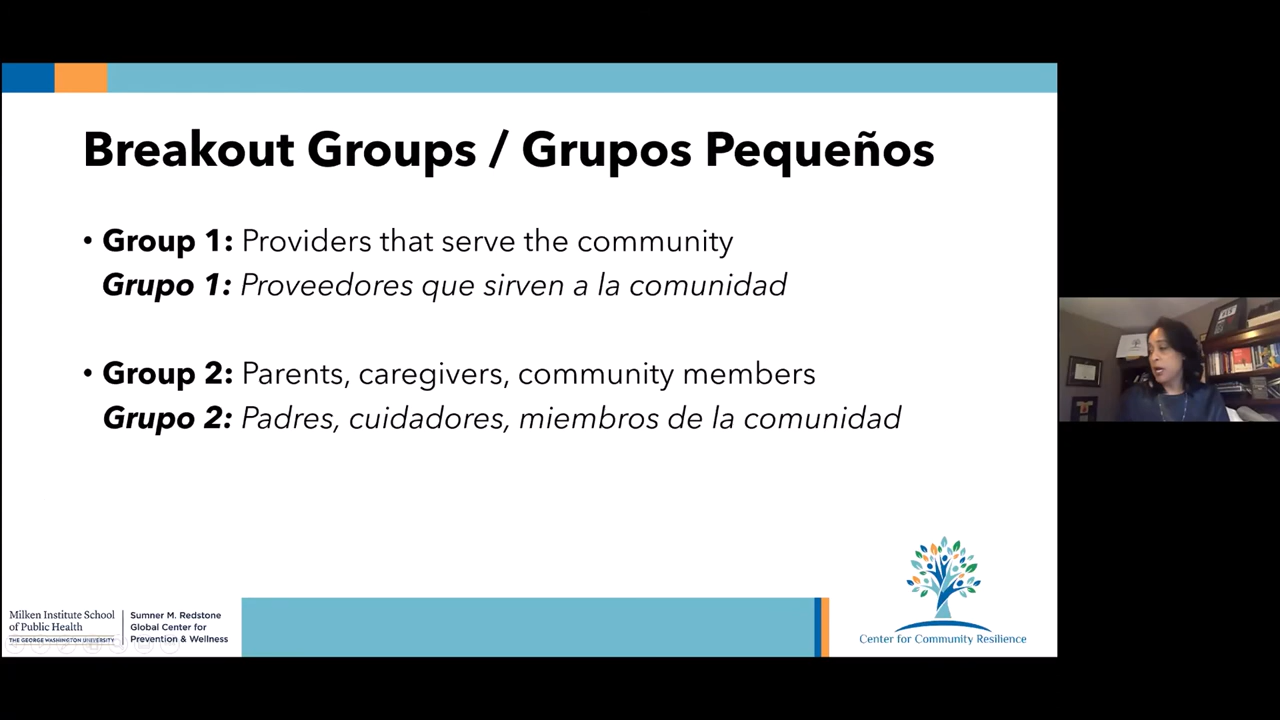 Breakout Groups / Grupos Pequeños
• Group 1: Providers that serve the community
Grupo 1: Proveedores que sirven a la comunidad
• Group 2: Parents, caregivers, community members
Grupo 2: Padres, cuidadores, miembros de la comunidad
Milken Institute School
of Public Health
THE GEORGE WASHINGTON UNIVERSITY
Sumner M. Redstone
Global Center for
Prevention & Wellness
Center for Community Resilience